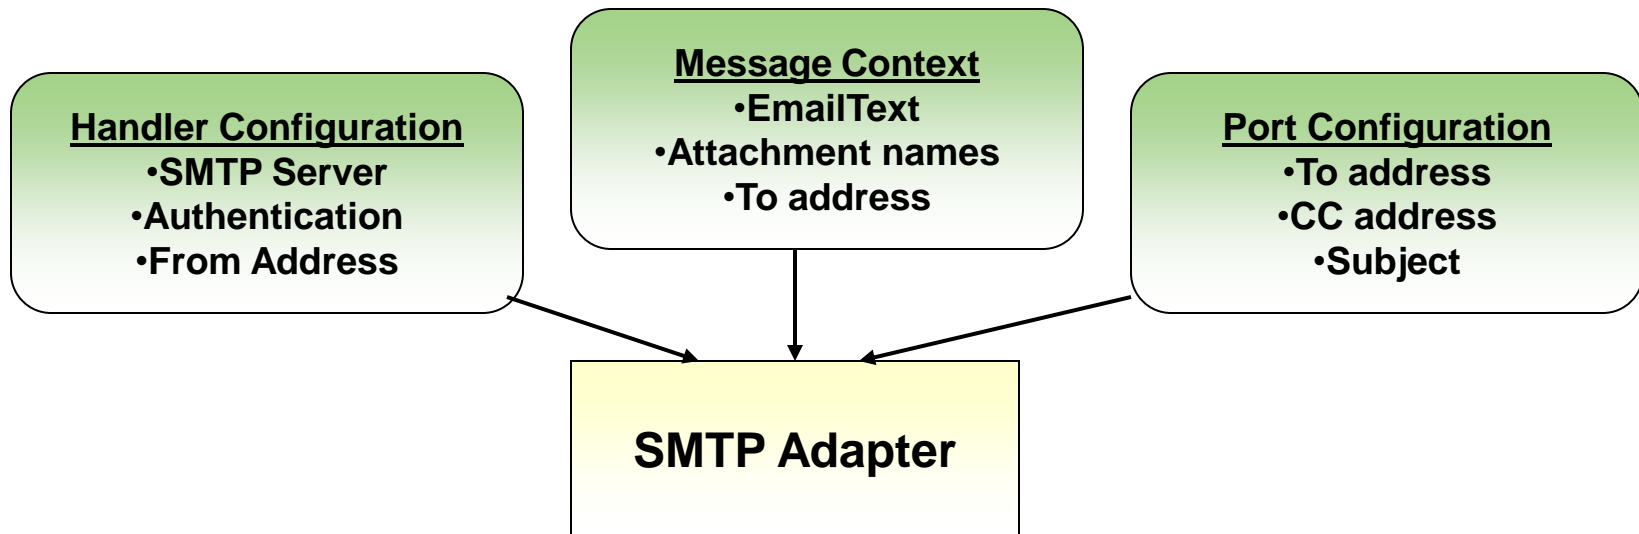 Handler Configuration
•SMTP Server
•Authentication
•From Address
Message Context
•EmailText
•Attachment names
•To address
Port Configuration
•To address
•CC address
•Subject
SMTP Adapter